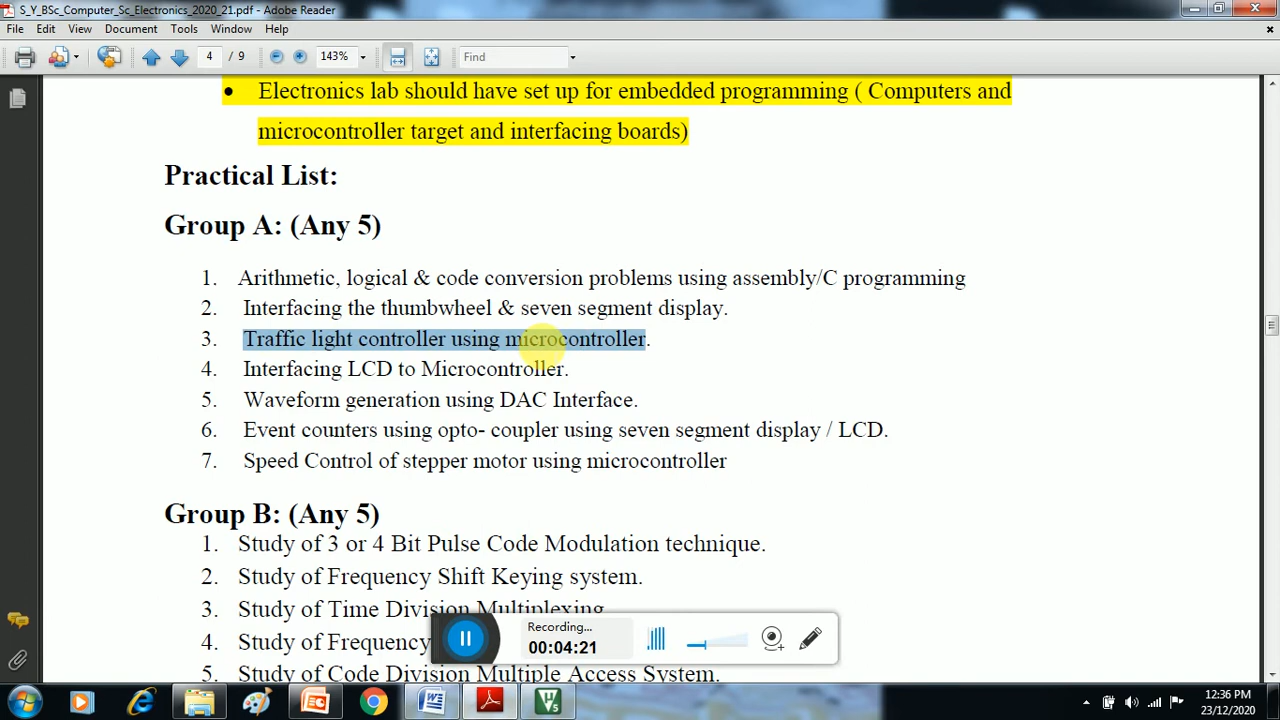 S_Y_BSc_Computer_Sc_Electronics_2020_21.pdf - Adobe Reader
File Edit View Document Tools Window Help
4 / 9 143% Find
• Electronics lab should have set up for embedded programming ( Computers and
microcontroller target and interfacing boards)
Practical List:
Group A: (Any 5)
1. Arithmetic, logical & code conversion problems using assembly/C programming
2. Interfacing the thumbwheel & seven segment display.
3. Traffic light controller using microcontroller.
4. Interfacing LCD to Microcontroller.
5. Waveform generation using DAC Interface.
6. Event counters using opto- coupler using seven segment display / LCD.
7. Speed Control of stepper motor using microcontroller
Group B: (Any 5)
1. Study of 3 or 4 Bit Pulse Code Modulation technique.
2. Study of Frequency Shift Keying system.
3. Study of Time Division Multiplexing
4. Study of Frequency
5. Study of Code Division Multiple Access System.
Recording...
00:04:21
12:36 PM
23/12/2020